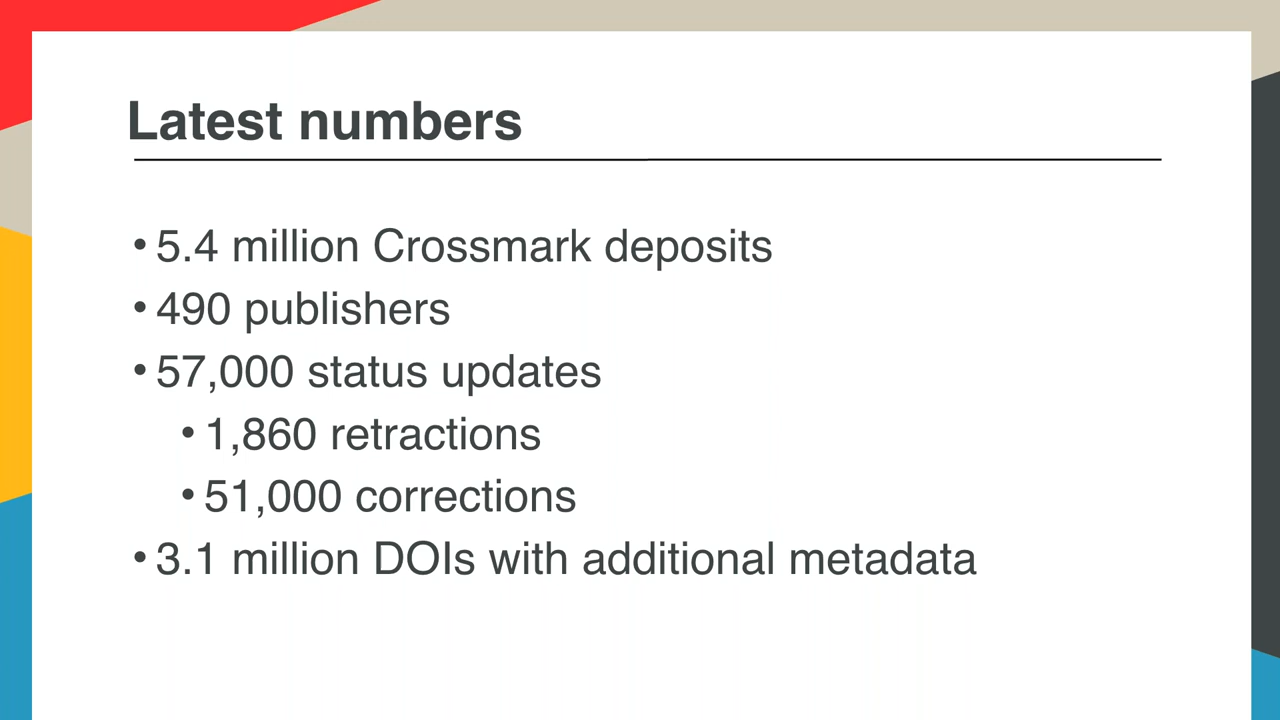 Latest numbers
• 5.4 million Crossmark deposits
• 490 publishers
• 57,000 status updates
• 1,860 retractions
• 51,000 corrections
• 3.1 million DOIs with additional metadata